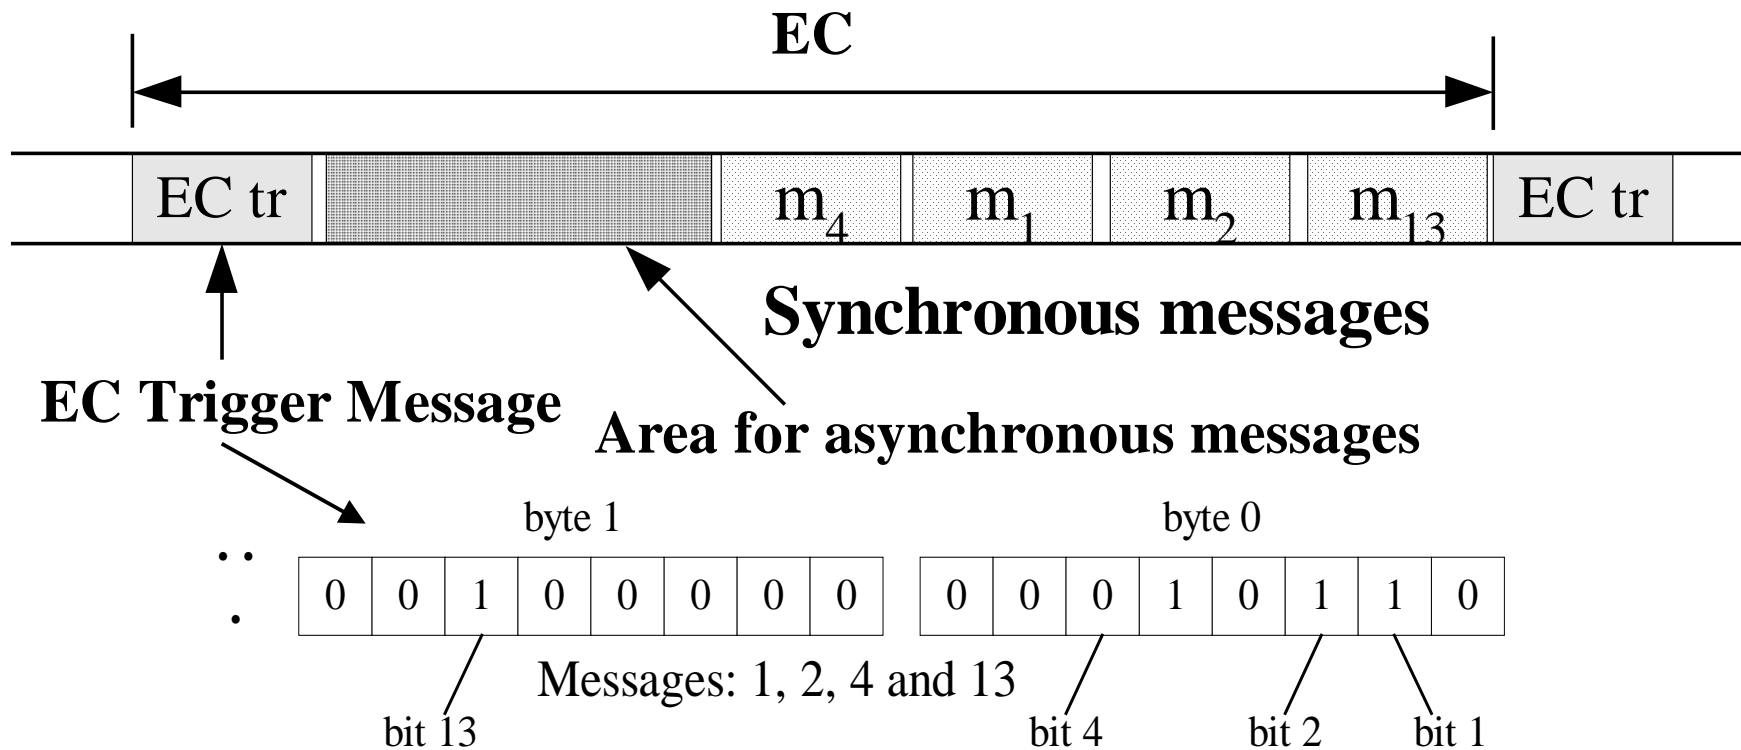 EC
EC tr m4 m1 m2 m13 EC tr
Synchronous messages
EC Trigger Message
Area for asynchronous messages
byte 1 byte 0
. .
.
0 0 1 0 0 0 0 0 0 0 0 1 0 1 1 0
Messages: 1, 2, 4 and 13
bit 13 bit 4 bit 2 bit 1